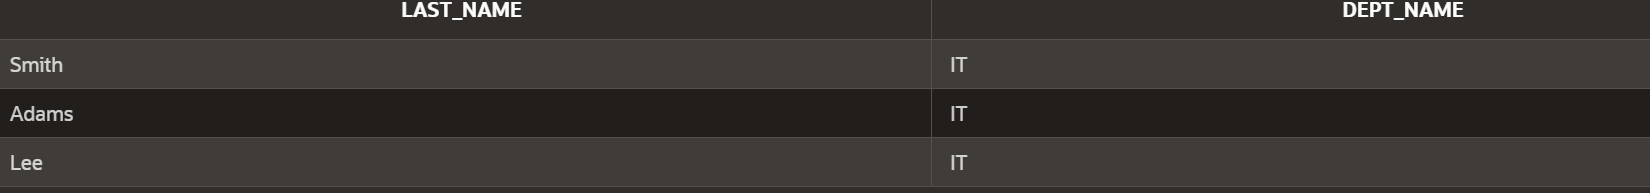 LAST_NAME DEPT_NAME
Smith IT
Adams IT
Lee IT